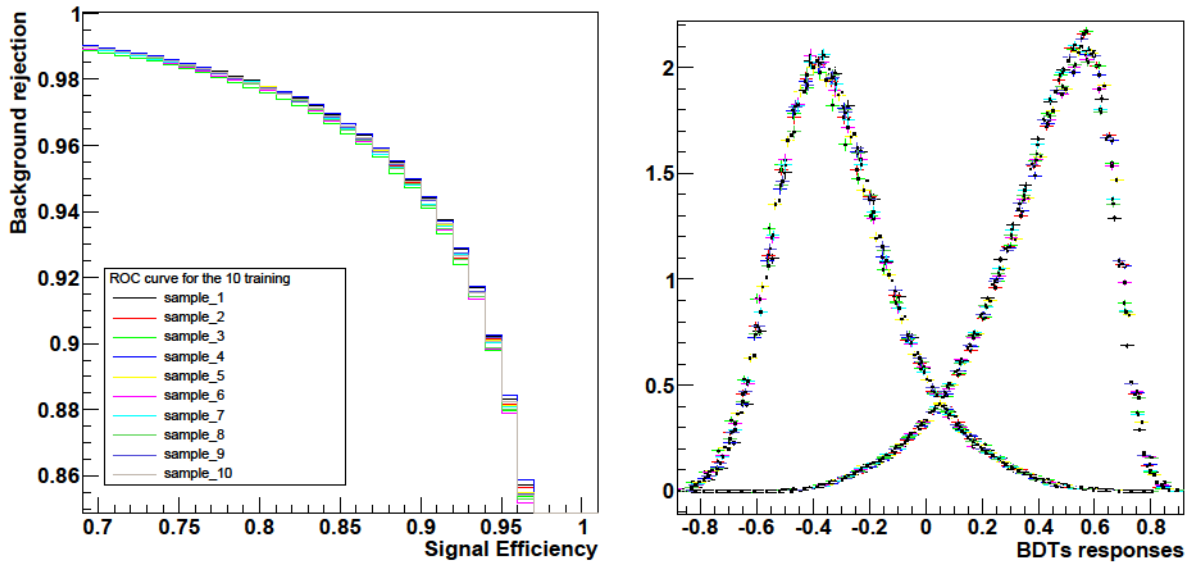 1
0.98
0.96
0.94
0.92
0.9
0.88
0.86
Background rejection
ROC curve for the 10 training
sample_1
sample_2
sample_3
sample_4
sample_5
sample_6
sample_7
sample_8
sample_9
sample_10
0.7 0.75 0.8 0.85 0.9 0.95 1
Signal Efficiency
2
1.5
1
0.5
0
-0.8 -0.6 -0.4 -0.2 0 0.2 0.4 0.6 0.8
BDTs responses